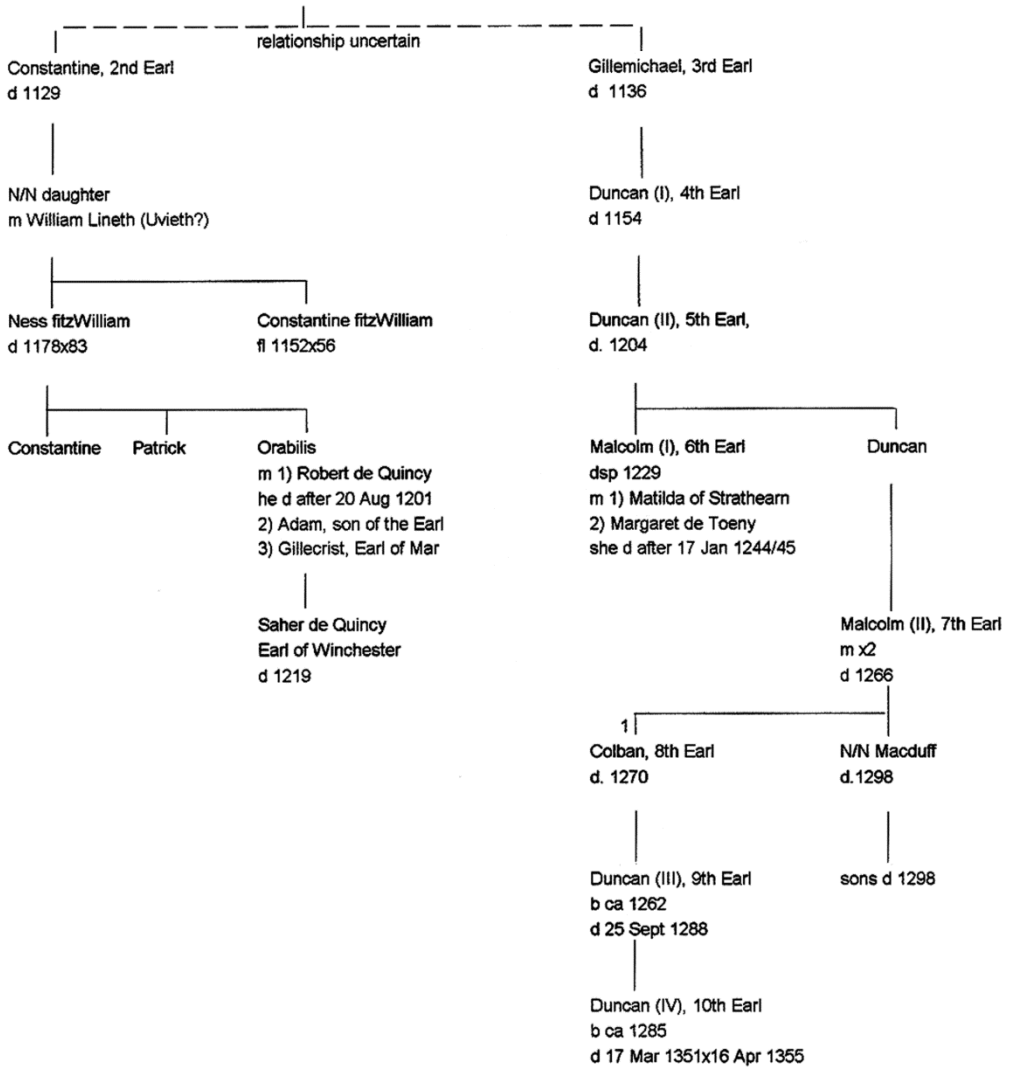 relationship uncertain
Constantine, 2nd Earl
d 1129
Gillemichael, 3rd Earl
d 1136
N/N daughter
m William Lineth (Uvieth?)
Duncan (I), 4th Earl
d 1154
Ness fitzWilliam
d 1178x83
Constantine fitzWilliam
fl 1152x56
Duncan (II), 5th Earl,
d. 1204
Constantine
Patrick
Orabilis
m 1) Robert de Quincy
he d after 20 Aug 1201
2) Adam, son of the Earl
3) Gillecrist, Earl of Mar
Malcolm (I), 6th Earl
dsp 1229
m 1) Matilda of Strathearn
2) Margaret de Toeny
she d after 17 Jan 1244/45
Duncan
Saher de Quincy
Earl of Winchester
d 1219
Malcolm (II), 7th Earl
m x2
d 1266
1
Colban, 8th Earl
d. 1270
N/N Macduff
d.1298
Duncan (III), 9th Earl
b ca 1262
d 25 Sept 1288
sons d 1298
Duncan (IV), 10th Earl
b ca 1285
d 17 Mar 1351x16 Apr 1355